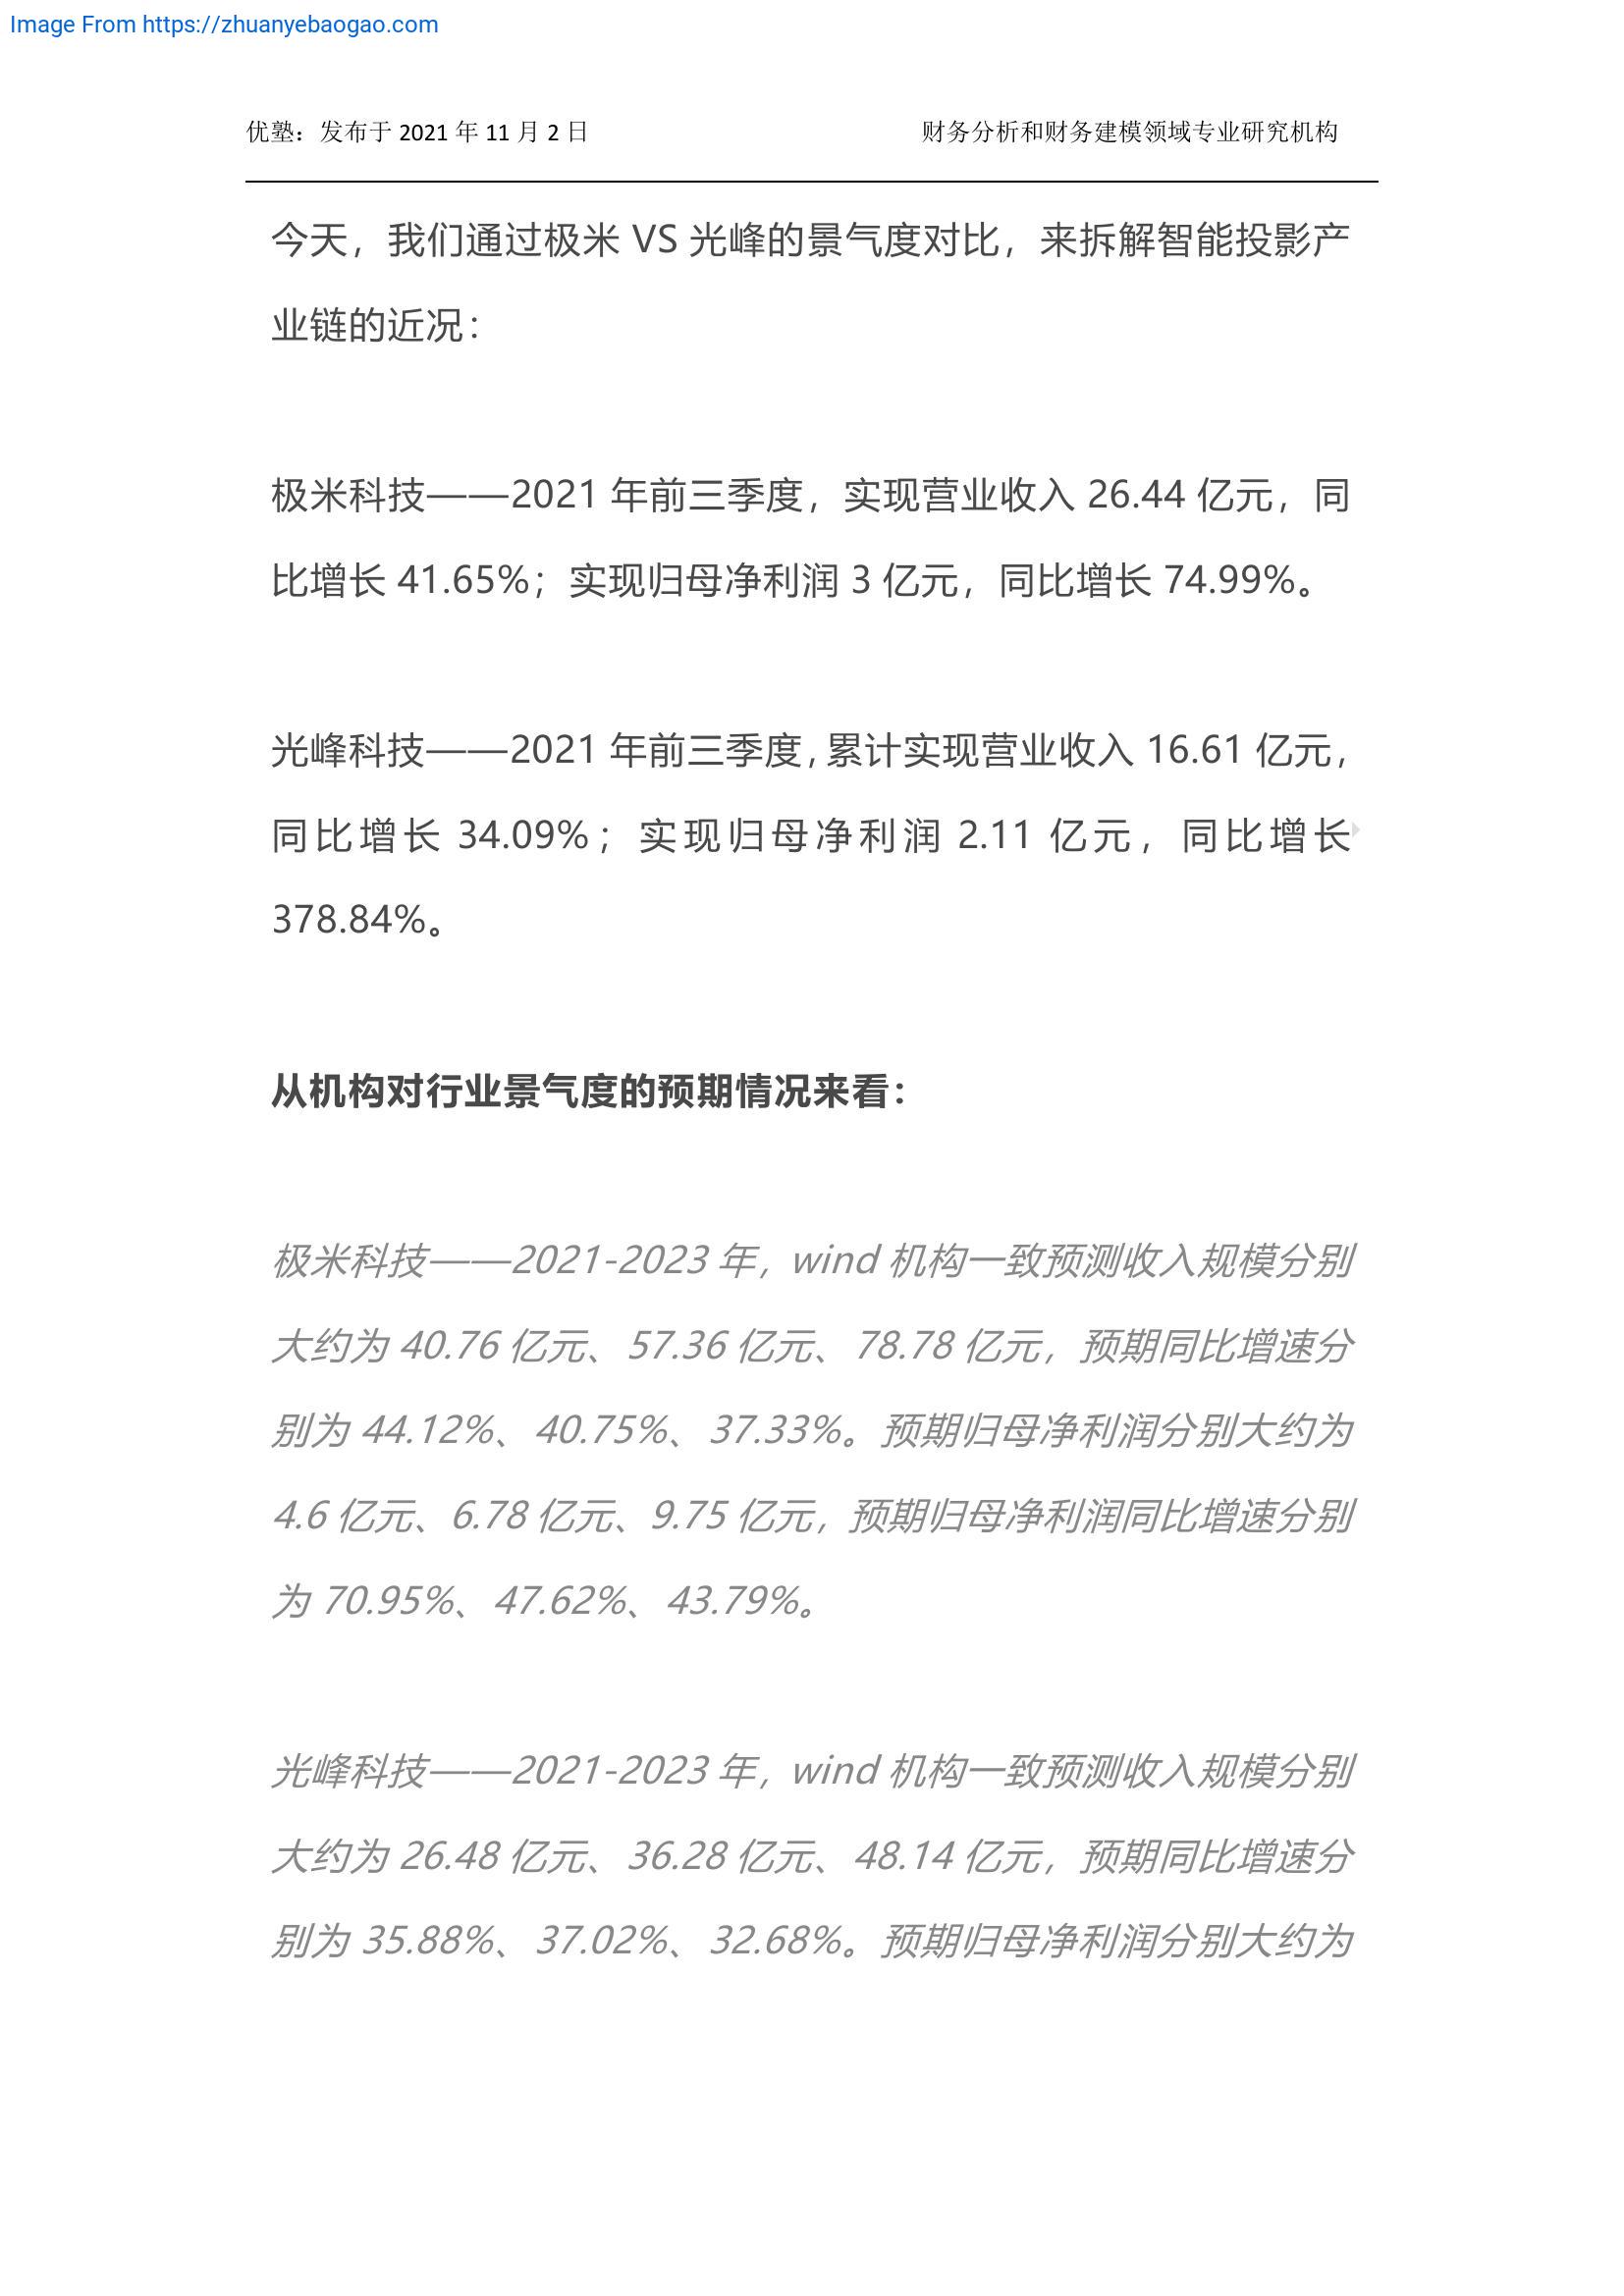 Image From https://zhuanyebaogao.com
优塾：发布于 2021 年 11 月 2 日 财务分析和财务建模领域专业研究机构
今天，我们通过极米 VS 光峰的景气度对比，来拆解智能投影产
业链的近况：
极米科技——2021 年前三季度，实现营业收入 26.44 亿元，同
比增长 41.65%；实现归母净利润 3 亿元，同比增长 74.99%。
光峰科技——2021 年前三季度，累计实现营业收入 16.61 亿元，
同比增长 34.09%；实现归母净利润 2.11 亿元，同比增长
378.84%。
从机构对行业景气度的预期情况来看：
极米科技——2021-2023 年，wind 机构一致预测收入规模分别
大约为 40.76 亿元、57.36 亿元、78.78 亿元，预期同比增速分
别为 44.12%、40.75%、37.33%。预期归母净利润分别大约为
4.6 亿元、6.78 亿元、9.75 亿元，预期归母净利润同比增速分别
为 70.95%、47.62%、43.79%。
光峰科技——2021-2023 年，wind 机构一致预测收入规模分别
大约为 26.48 亿元、36.28 亿元、48.14 亿元，预期同比增速分
别为 35.88%、37.02%、32.68%。预期归母净利润分别大约为